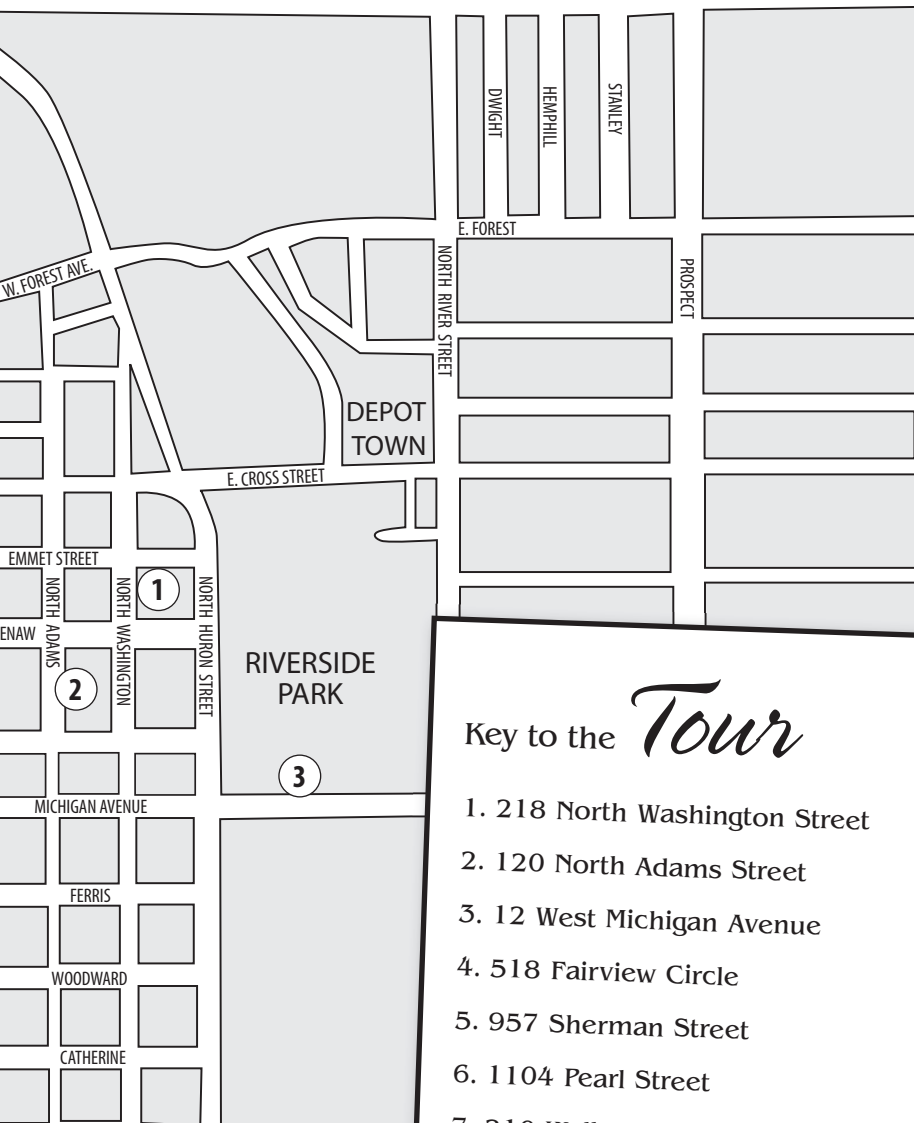 DWIGHT
HEMPHILL
STANLEY
E. FOREST
W. FOREST AVE.
NORTH RIVER STREET
PROSPECT
DEPOT
TOWN
E. CROSS STREET
EMMET STREET
1
NORTH ADAMS
NORTH WASHINGTON
NORTH HURON STREET
ENAW
2
RIVERSIDE
PARK
3
MICHIGAN AVENUE
FERRIS
WOODWARD
CATHERINE
Key to the Tour
1. 218 North Washington Street
2. 120 North Adams Street
3. 12 West Michigan Avenue
4. 518 Fairview Circle
5. 957 Sherman Street
6. 1104 Pearl Street